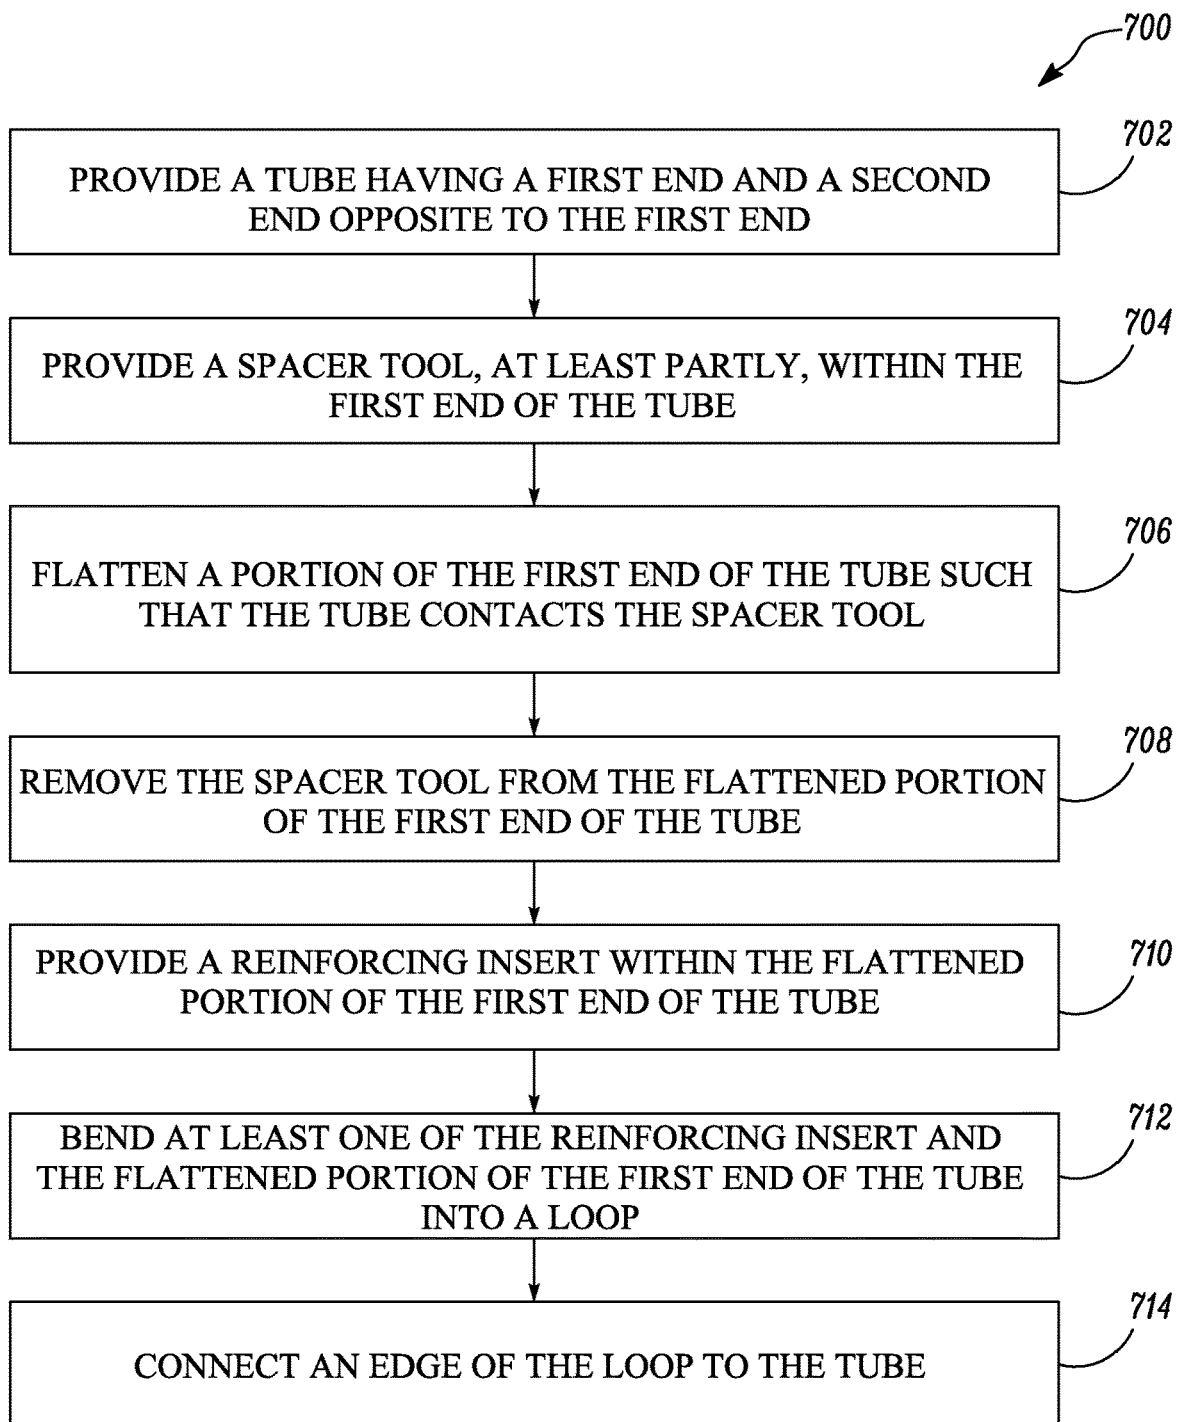 700
702
PROVIDE A TUBE HAVING A FIRST END AND A SECOND
END OPPOSITE TO THE FIRST END
704
PROVIDE A SPACER TOOL, AT LEAST PARTLY, WITHIN THE
FIRST END OF THE TUBE
706
FLATTEN A PORTION OF THE FIRST END OF THE TUBE SUCH
THAT THE TUBE CONTACTS THE SPACER TOOL
708
REMOVE THE SPACER TOOL FROM THE FLATTENED PORTION
OF THE FIRST END OF THE TUBE
710
PROVIDE A REINFORCING INSERT WITHIN THE FLATTENED
PORTION OF THE FIRST END OF THE TUBE
712
BEND AT LEAST ONE OF THE REINFORCING INSERT AND
THE FLATTENED PORTION OF THE FIRST END OF THE TUBE
INTO A LOOP
714
CONNECT AN EDGE OF THE LOOP TO THE TUBE